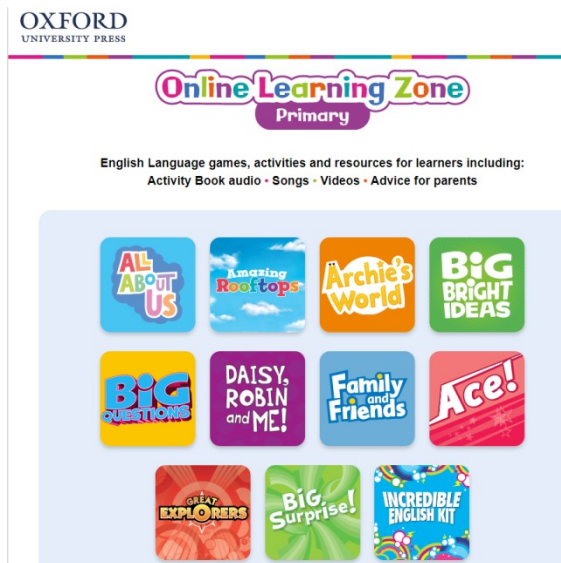 OXFORD
UNIVERSITY PRESS
Online Learning Zone
Primary
English Language games, activities and resources for learners including:
Activity Book audio • Songs • Videos • Advice for parents
ALL
ABOUT
US
Amazing
Rooftops
Archie's
World
BiG
BRiGHT
IDEAS
BiG
QUESTIONS
DAISY,
ROBIN
and ME!
Family
and
Friends
Ace!
GREAT
EXPLORERS
BiG
Surprise!
INCREDIBLE
ENGLISH KIT